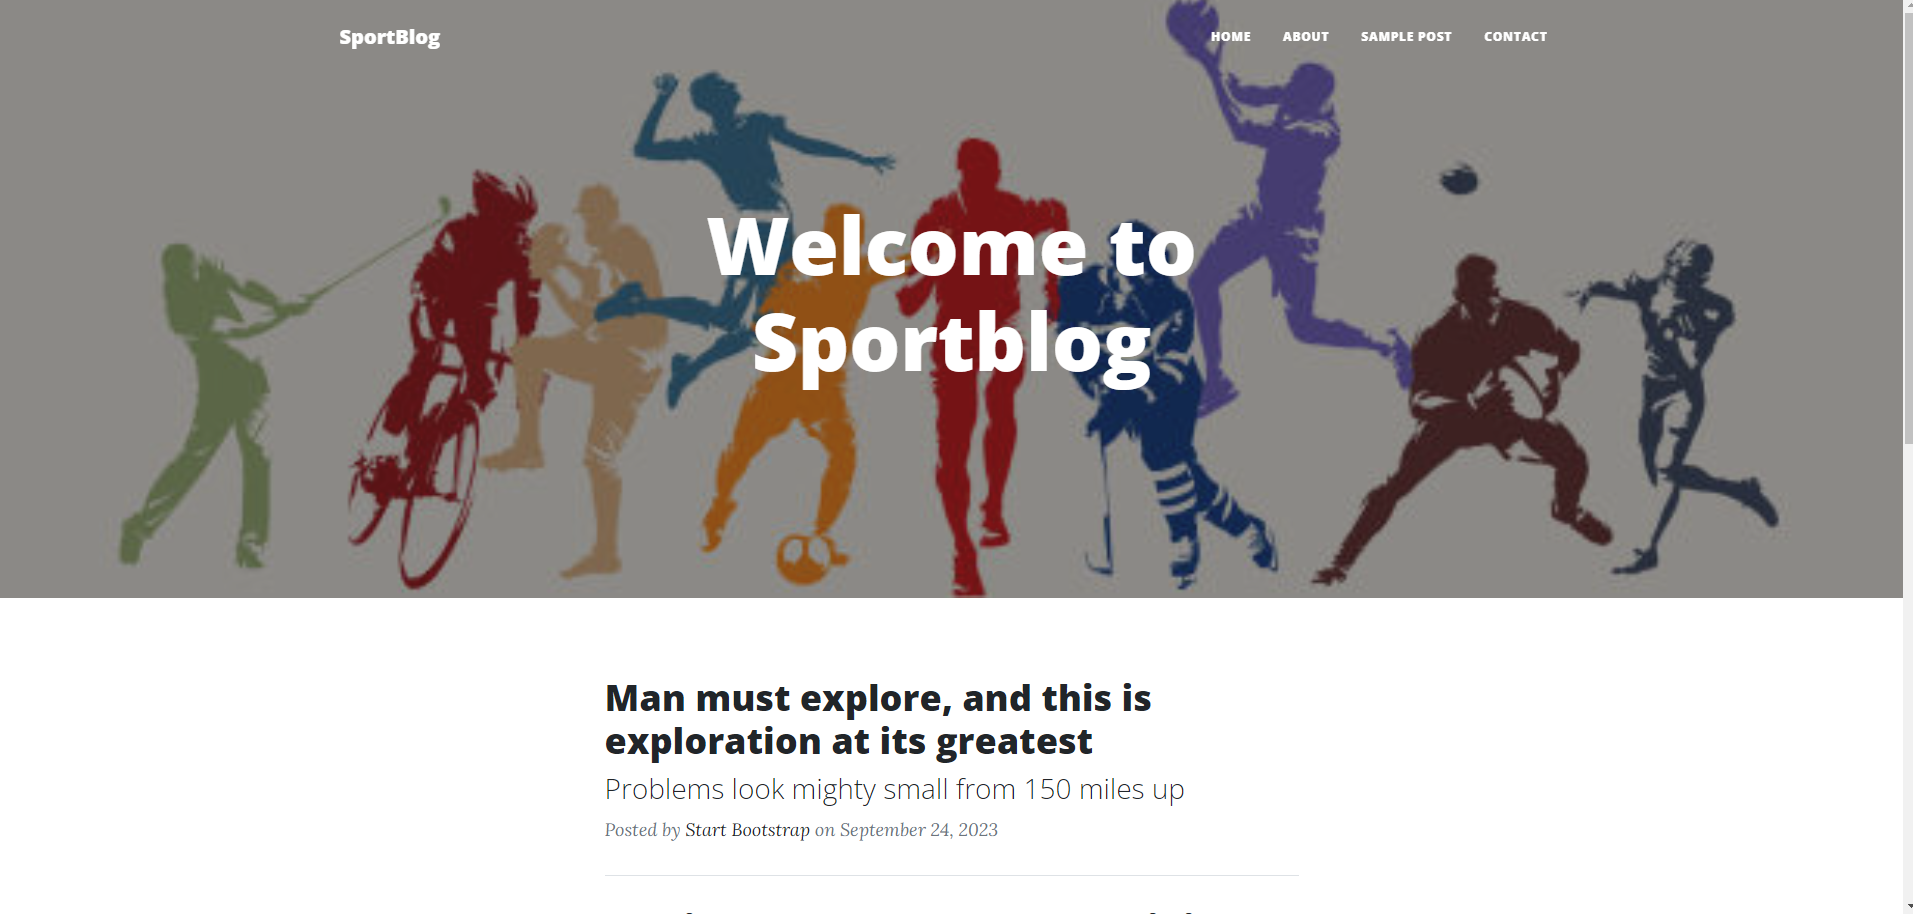 SportBlog
HOME ABOUT SAMPLE POST CONTACT
Welcome to
Sportblog
Man must explore, and this is
exploration at its greatest
Problems look mighty small from 150 miles up
Posted by Start Bootstrap on September 24, 2023